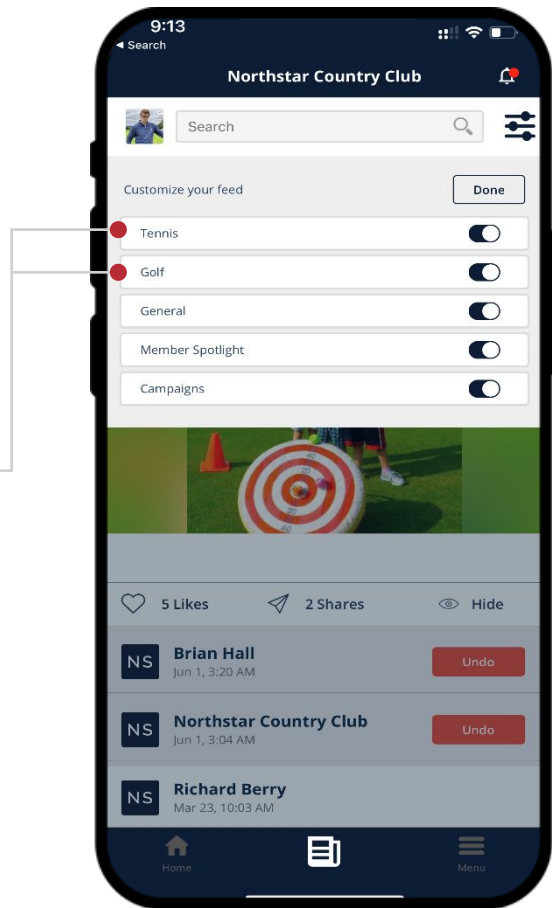 9:13
Search
Northstar Country Club
Search
Customize your feed
Done
Tennis
Golf
General
Member Spotlight
Campaigns
5 Likes
2 Shares
Hide
NS
Brian Hall
Jun 1, 3:20 AM
Undo
NS
Northstar Country Club
Jun 1, 3:04 AM
Undo
NS
Richard Berry
Mar 23, 10:03 AM
Home
Menu